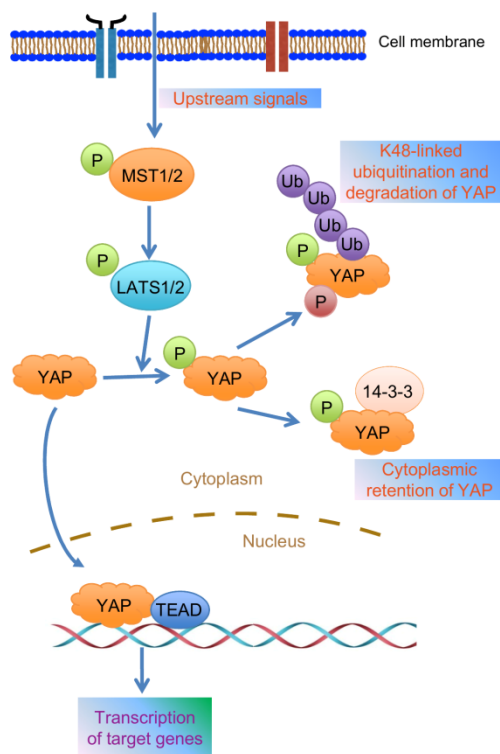 Cell membrane
Upstream signals
P
MST1/2
K48-linked
ubiquitination and
degradation of YAP
Ub
Ub
Ub
Ub
P
YAP
P
P
LATS1/2
YAP
P
YAP
14-3-3
P
YAP
Cytoplasmic
retention of YAP
Cytoplasm
Nucleus
YAP
TEAD
Transcription
of target genes